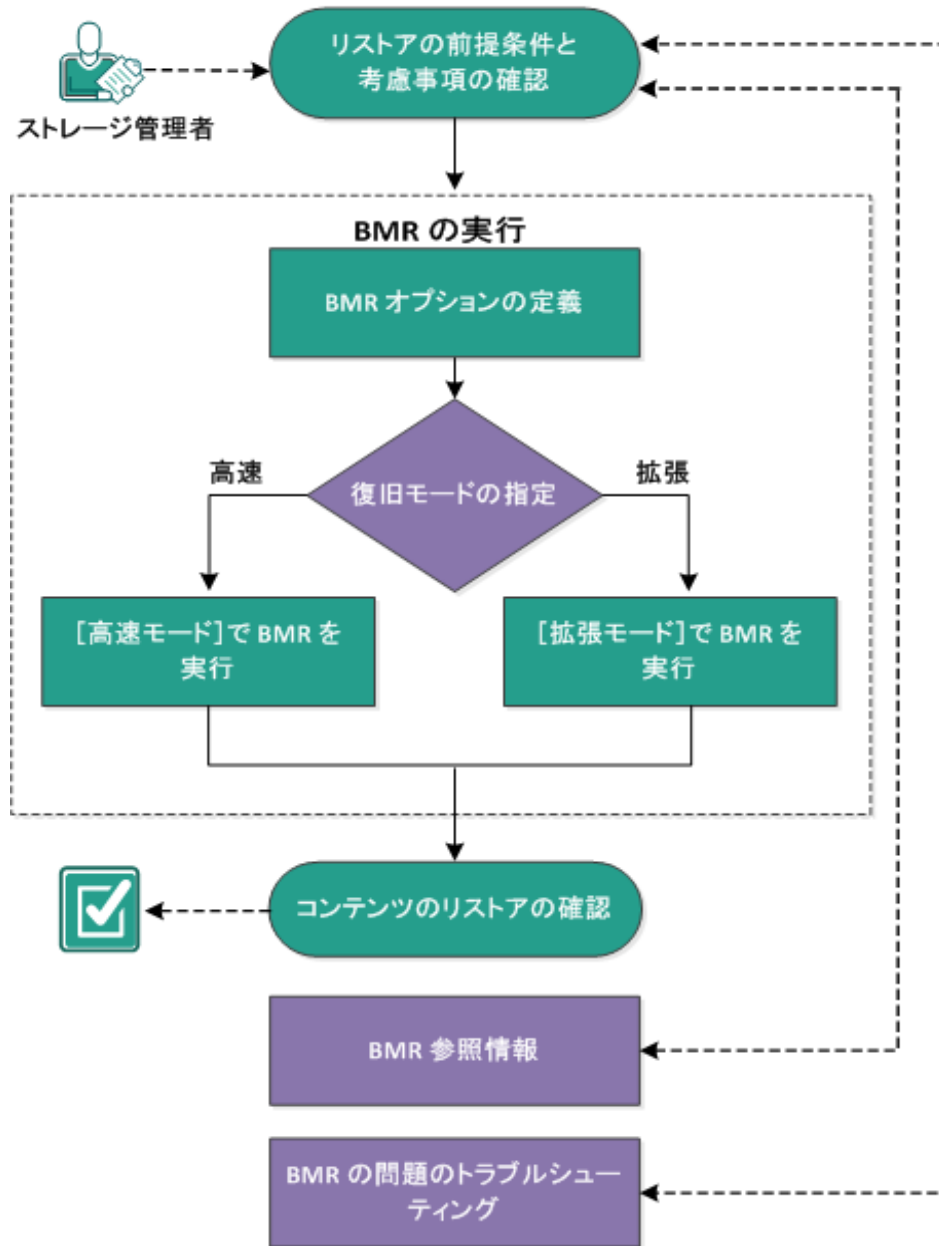 リストアの前提条件と
考慮事項の確認
ストレージ管理者
BMR の実行
BMR オプションの定義
高速
拡張
復旧モードの指定
［高速モード］で BMR を
実行
［拡張モード］で BMR を
実行
コンテンツのリストアの確認
BMR 参照情報
BMR の問題のトラブルシュー
ティング